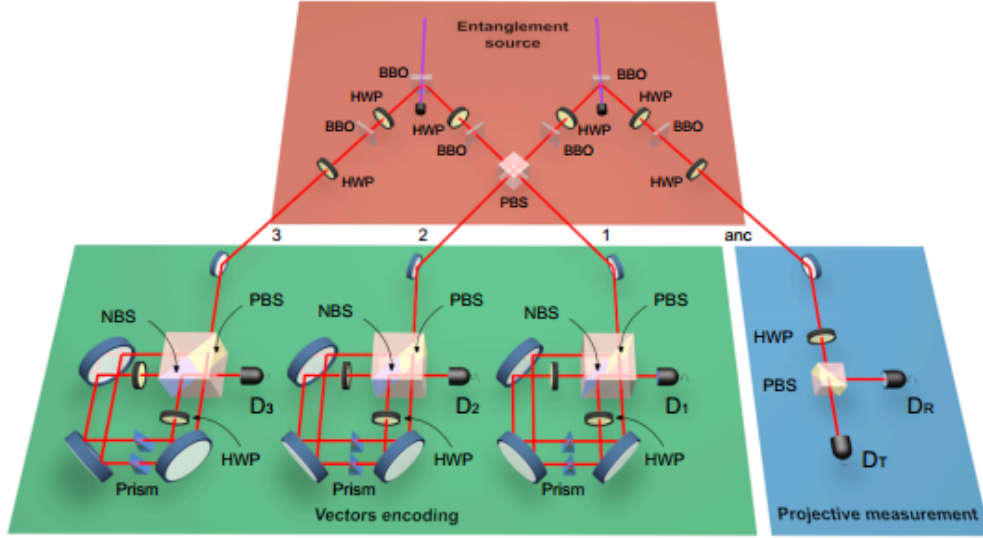 Entanglement
source
BBO
BBO
HWP
HWP
HWP
HWP
BBO
BBO
BBO
BBO
HWP
HWP
PBS
3
2
1
anc
NBS
PBS
NBS
PBS
NBS
PBS
HWP
PBS
D3
D2
D1
DR
HWP
HWP
HWP
DT
Prism
Prism
Prism
Vectors encoding
Projective measurement